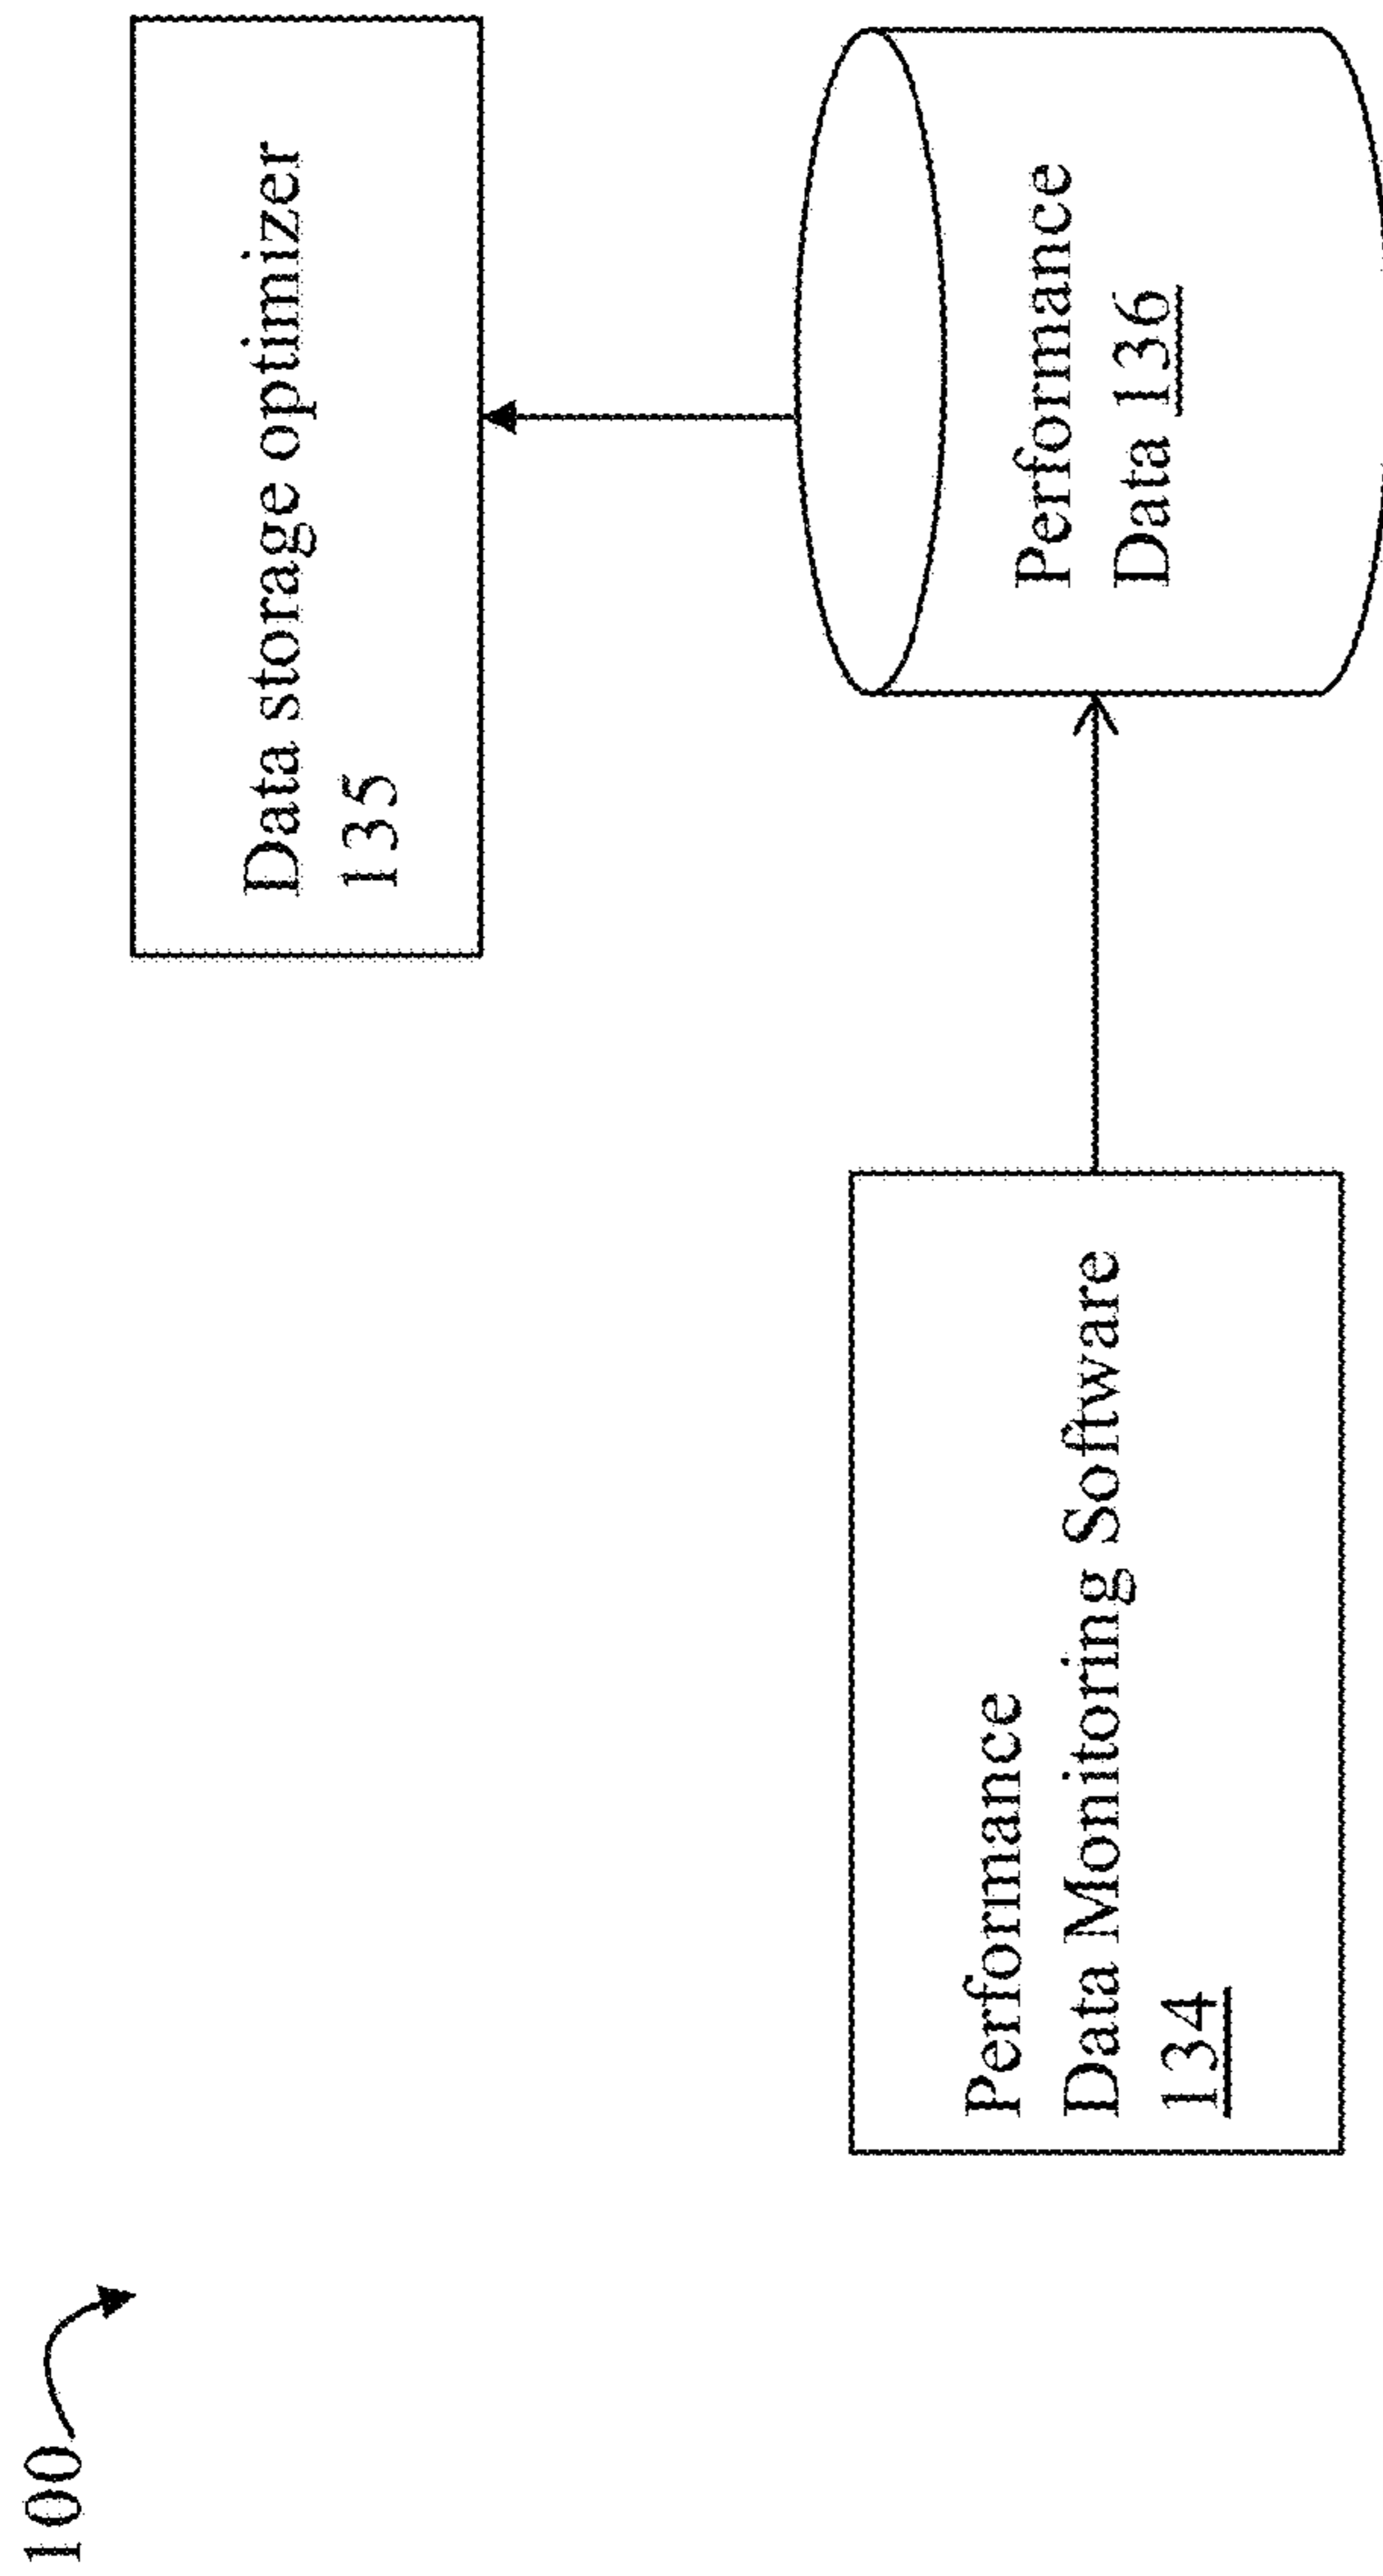 100
Data storage optimizer
135
Performance
Data Monitoring Software
134
Performance
Data 136